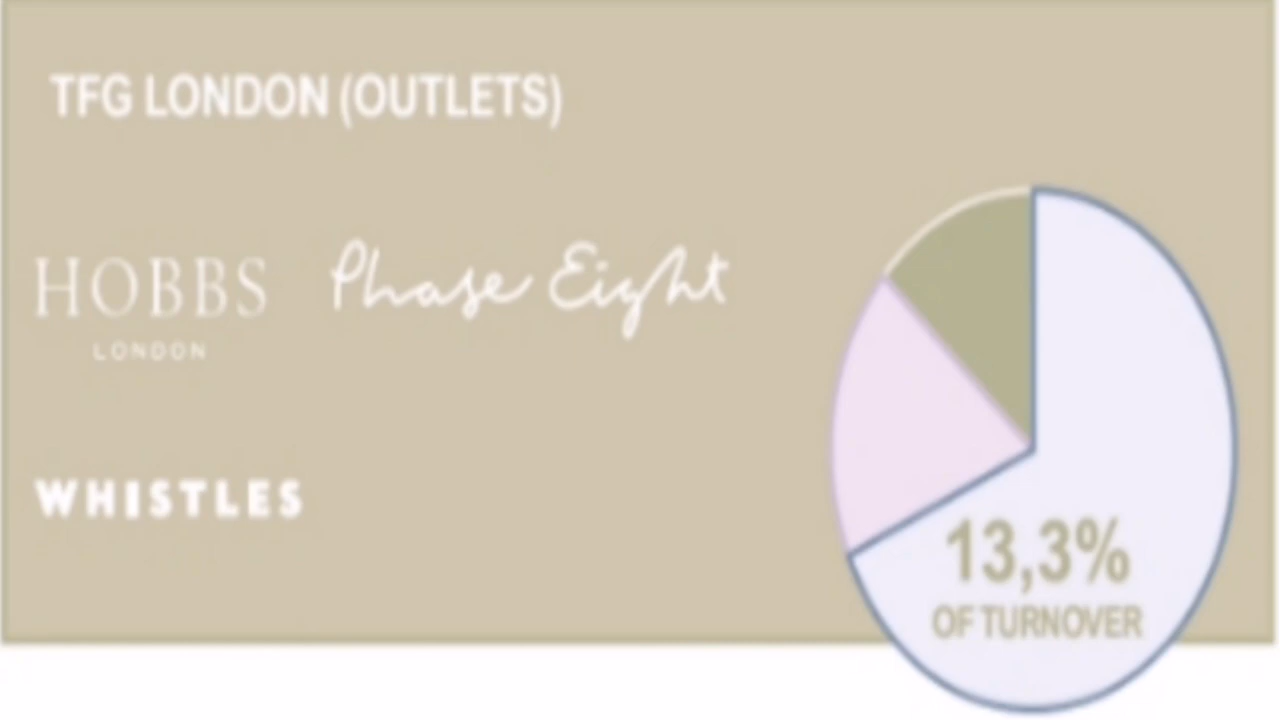 TFG LONDON (OUTLETS)
HOBBS
LONDON
Phase Eight
WHISTLES
13,3%
OF TURNOVER